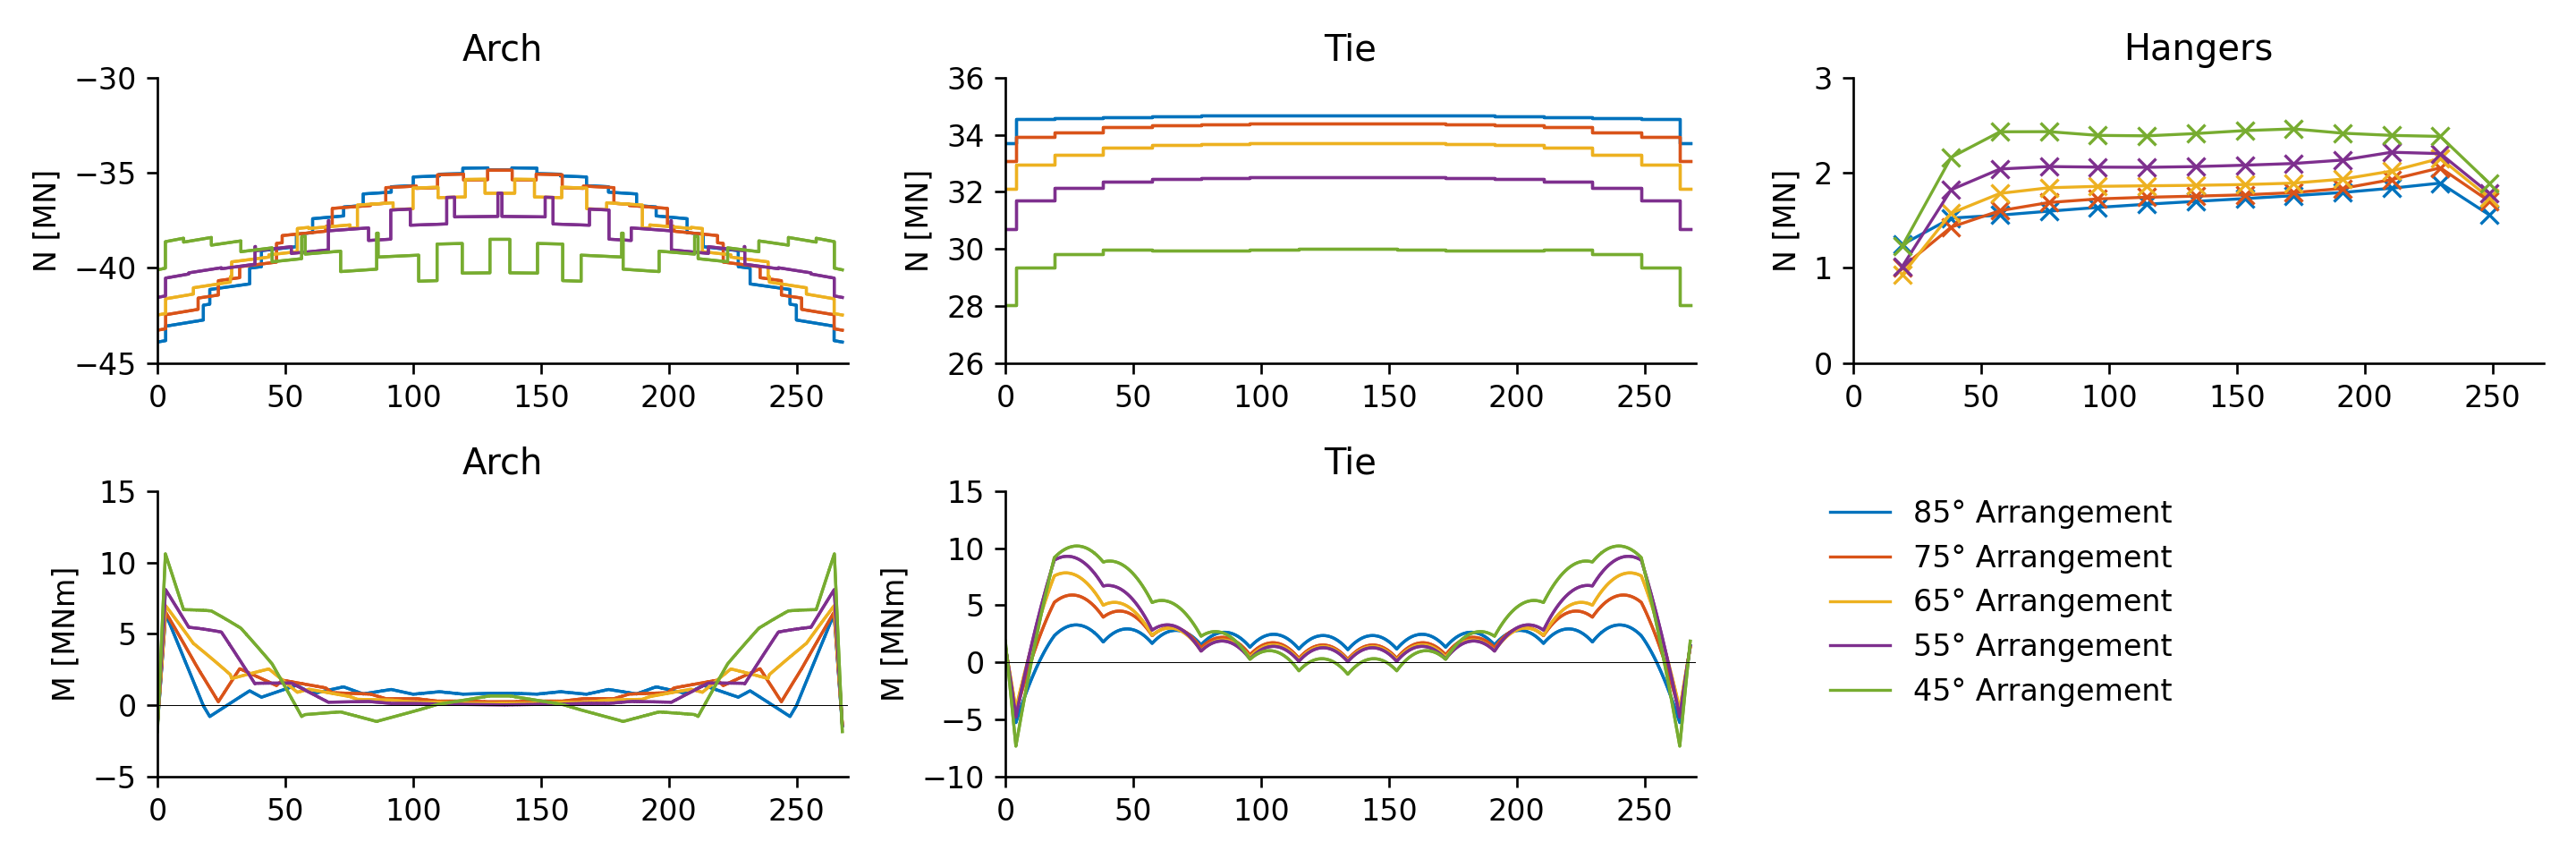 Arch
N [MN]
−30
−35
−40
−45
0 50 100 150 200 250
Tie
N [MN]
36
34
32
30
28
26
0 50 100 150 200 250
Hangers
N [MN]
3
2
1
0
0 50 100 150 200 250
Arch
M [MNm]
15
10
5
0
−5
0 50 100 150 200 250
Tie
M [MNm]
15
10
5
0
−5
−10
0 50 100 150 200 250
85° Arrangement
75° Arrangement
65° Arrangement
55° Arrangement
45° Arrangement